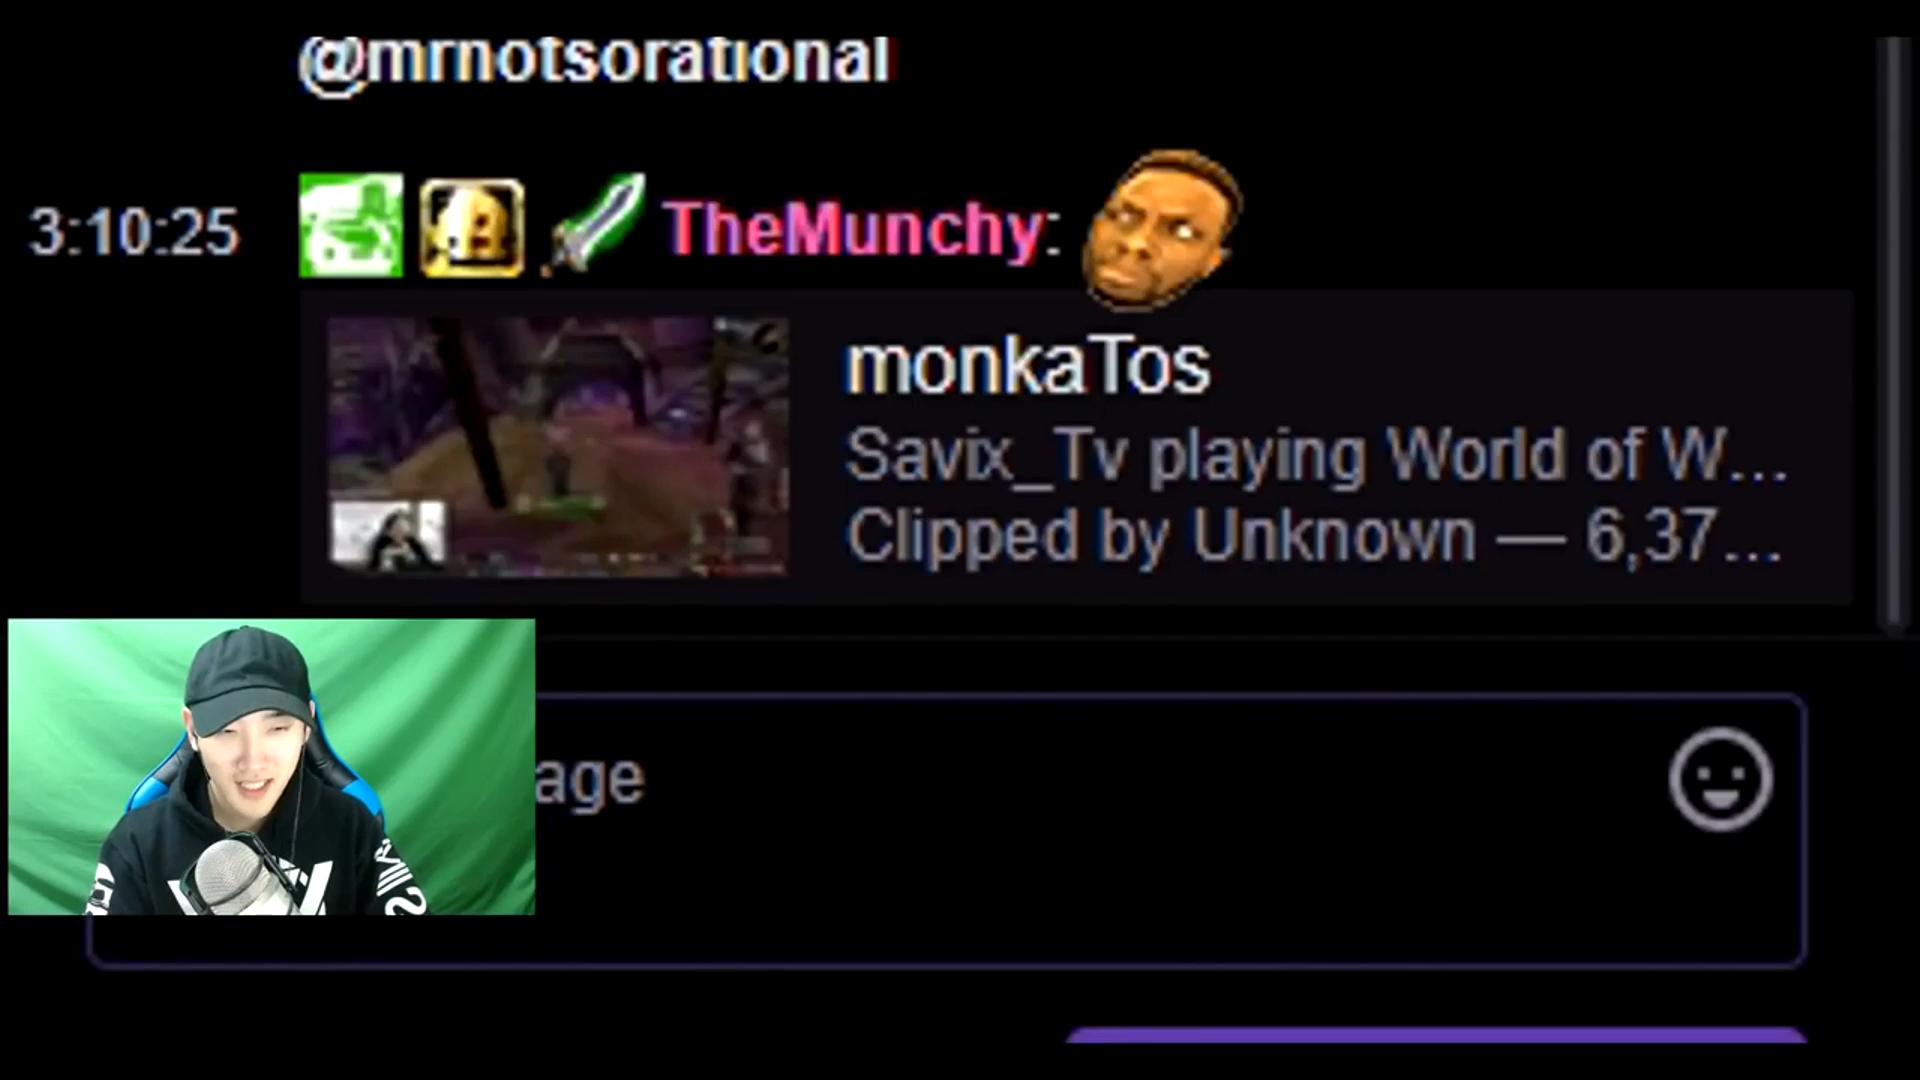 @mrnotsorational
3:10:25 TheMunchy:
monkaTos
Savix_Tv playing World of W...
Clipped by Unknown — 6,37...
age